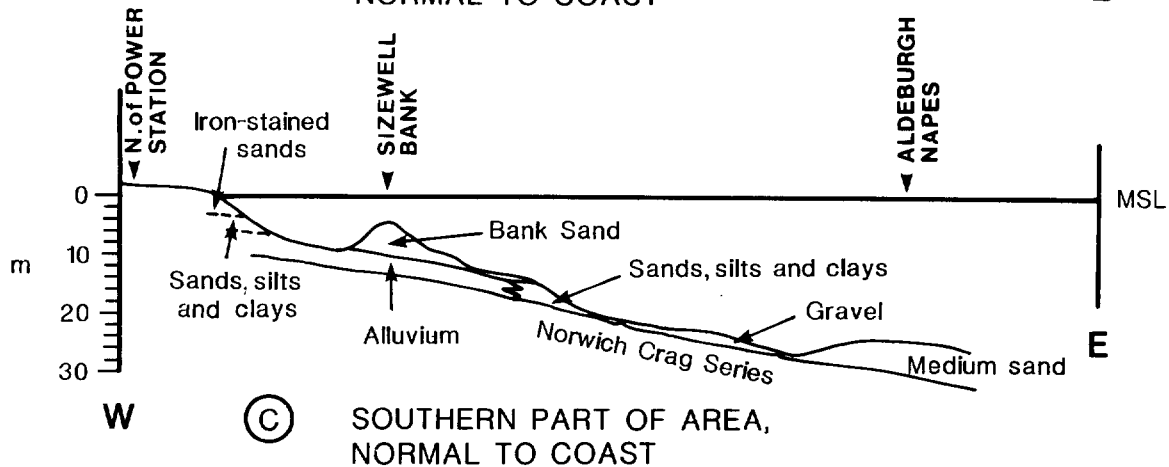 NORMAL TO COAST
N. of POWER
STATION
SIZEWELL
BANK
ALDEBURGH
NAPES
Iron-stained
sands
0
MSL
Bank Sand
10
m
Sands, silts and clays
Sands, silts
and clays
20
Alluvium
Gravel
Norwich Crag Series
E
30
Medium sand
W
C SOUTHERN PART OF AREA,
NORMAL TO COAST